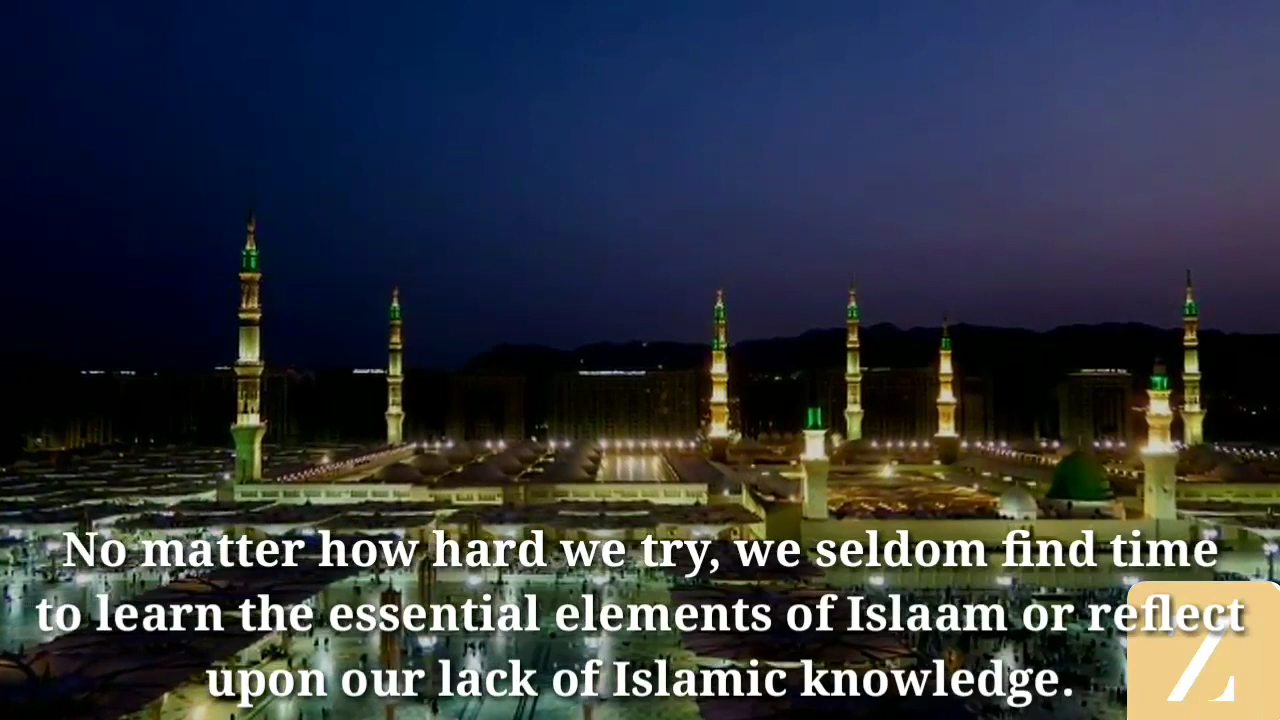 No matter how hard we try, we seldom find time
to learn the essential elements of Islaam or reflect
upon our lack of Islamic knowledge.
Z